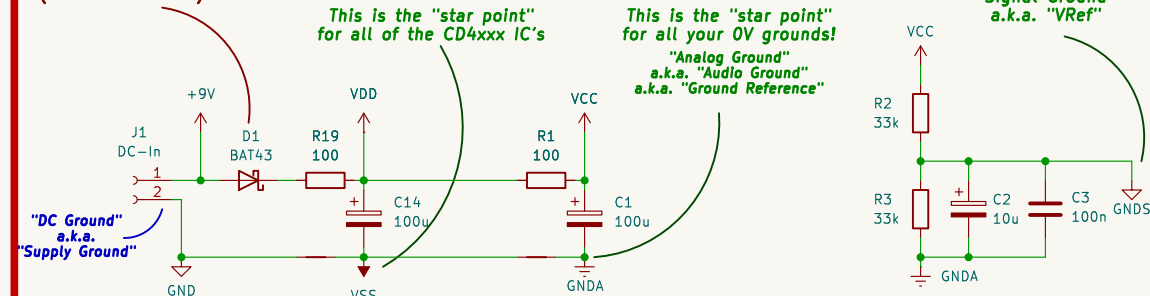 This is the "star point"
for all of the CD4xxx IC's
This is the "star point"
for all your 0V grounds!
"Analog Ground"
a.k.a. "Audio Ground"
a.k.a. "Ground Reference"
a.k.a. "VRef"
+9V
VDD
VCC
VCC
J1
DC-In
1
2
D1
BAT43
R19
100
R1
100
R2
33k
C14
100u
C1
100u
R3
33k
C2
10u
C3
100n
GNDS
"DC Ground"
a.k.a.
"Supply Ground"
GND
VSS
GNDA
GNDA